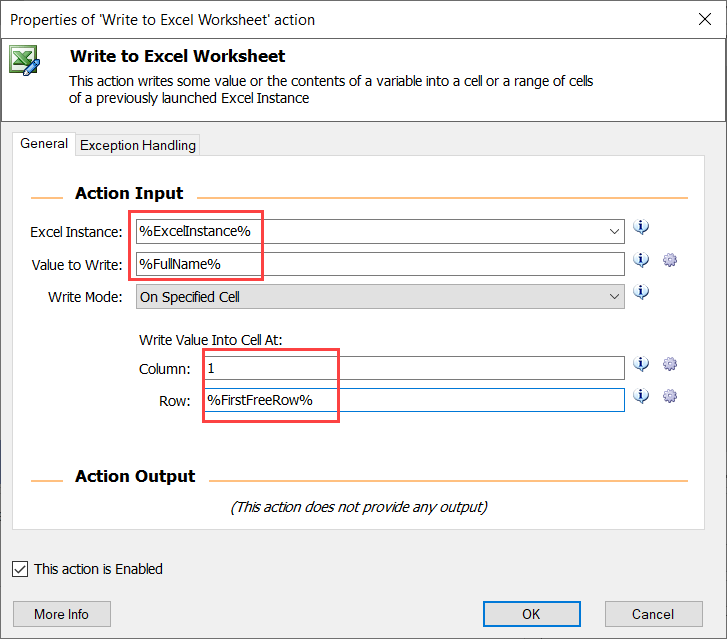 Properties of 'Write to Excel Worksheet' action
Write to Excel Worksheet
This action writes some value or the contents of a variable into a cell or a range of cells
of a previously launched Excel Instance
General
Exception Handling
Action Input
Excel Instance: %ExcelInstance%
Value to Write: %FullName%
Write Mode: On Specified Cell
Write Value Into Cell At:
Column: 1
Row: %FirstFreeRow%
Action Output
(This action does not provide any output)
This action is Enabled
More Info
OK
Cancel